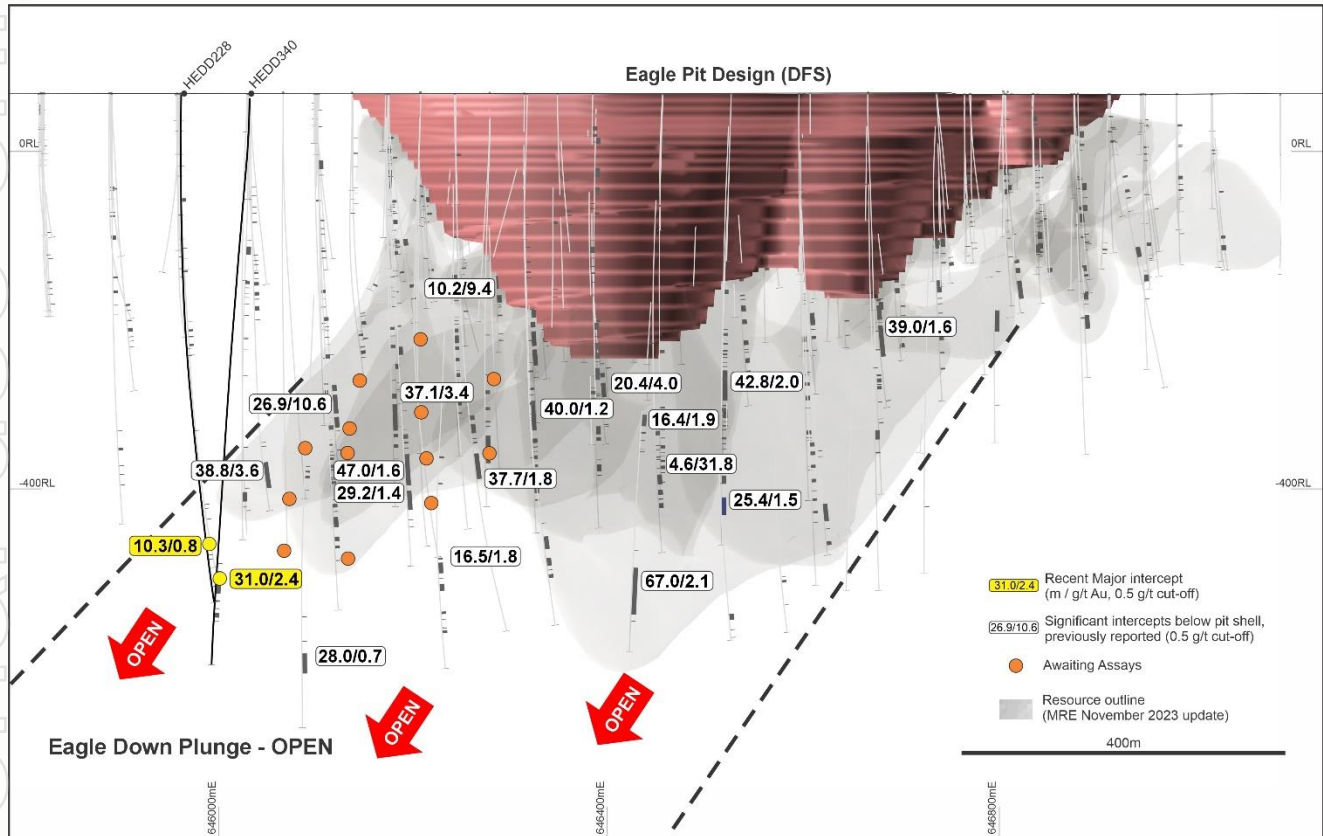 HEDD228
HEDD340
Eagle Pit Design (DFS)
0RL
0RL
10.2/9.4
39.0/1.6
26.9/10.6
37.1/3.4
20.4/4.0
42.8/2.0
40.0/1.2
16.4/1.9
38.8/3.6
47.0/1.6
4.6/31.8
37.7/1.8
29.2/1.4
-400RL
-400RL
25.4/1.5
10.3/0.8
16.5/1.8
31.0/2.4
67.0/2.1
28.0/0.7
OPEN
OPEN
OPEN
Eagle Down Plunge - OPEN
31.0/2.4 Recent Major intercept
(m / g/t Au, 0.5 g/t cut-off)
26.9/10.6 Significant intercepts below pit shell,
previously reported (0.5 g/t cut-off)
Awaiting Assays
Resource outline
(MRE November 2023 update)
400m
646000mE
646400mE
646800mE